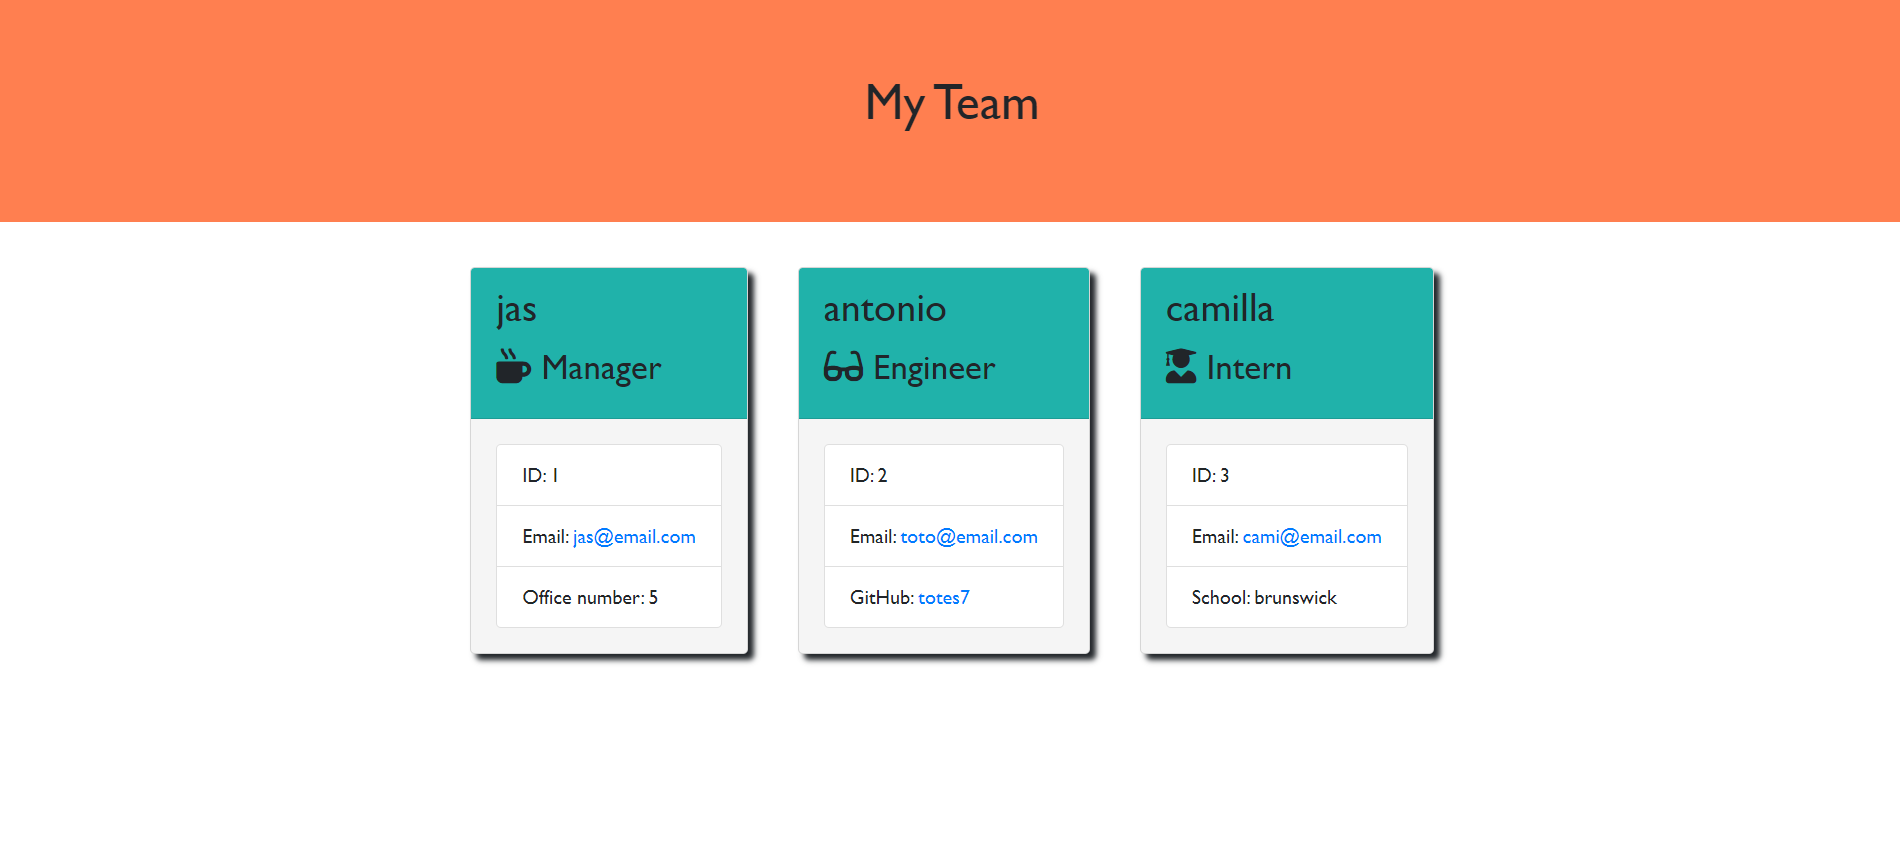 My Team
jas
Manager
ID: 1
Email: jas@email.com
Office number: 5
antonio
Engineer
ID: 2
Email: toto@email.com
GitHub: totes7
camilla
Intern
ID: 3
Email: cami@email.com
School: brunswick